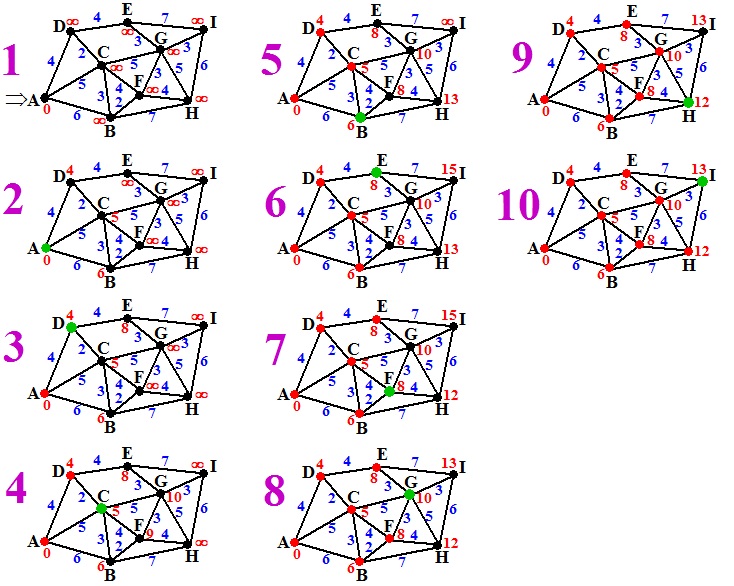 1
D ∞ 4 E ∞ 7 ∞ I
4 2 C ∞ 3 G ∞ 3
5 3 4 5 F ∞ 3 5 6
⇒ A 0 6 ∞ B 2 4 7 H ∞
2
D 4 4 E ∞ 7 ∞ I
4 2 C 5 3 G ∞ 3
5 3 4 5 F ∞ 3 5 6
A 0 6 6 B 2 4 7 H ∞
3
D 4 4 E 8 7 ∞ I
4 2 C 5 3 G ∞ 3
5 3 4 5 F ∞ 3 5 6
A 0 6 6 B 2 4 7 H ∞
4
D 4 4 E 8 7 ∞ I
4 2 C 5 3 G 10 3
5 3 4 5 F 9 3 5 6
A 0 6 6 B 2 4 7 H ∞
5
D 4 4 E 8 7 ∞ I
4 2 C 5 3 G 10 3
5 3 4 5 F 8 3 5 6
A 0 6 6 B 2 4 7 H 13
6
D 4 4 E 8 7 15 I
4 2 C 5 3 G 10 3
5 3 4 5 F 8 3 5 6
A 0 6 6 B 2 4 7 H 13
7
D 4 4 E 8 7 15 I
4 2 C 5 3 G 10 3
5 3 4 5 F 8 3 5 6
A 0 6 6 B 2 4 7 H 12
8
D 4 4 E 8 7 13 I
4 2 C 5 3 G 10 3
5 3 4 5 F 8 3 5 6
A 0 6 6 B 2 4 7 H 12
9
D 4 4 E 8 7 13 I
4 2 C 5 3 G 10 3
5 3 4 5 F 8 3 5 6
A 0 6 6 B 2 4 7 H 12
10
D 4 4 E 8 7 13 I
4 2 C 5 3 G 10 3
5 3 4 5 F 8 3 5 6
A 0 6 6 B 2 4 7 H 12